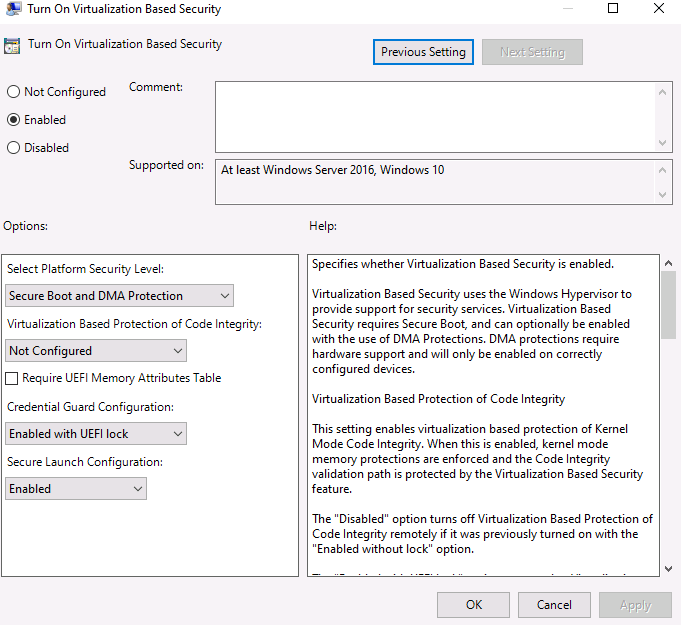 Turn On Virtualization Based Security
Turn On Virtualization Based Security
Previous Setting
Next Setting
Not Configured
Comment:
Enabled
Disabled
Supported on:
At least Windows Server 2016, Windows 10
Options:
Help:
Select Platform Security Level:
Secure Boot and DMA Protection
Virtualization Based Protection of Code Integrity:
Not Configured
Require UEFI Memory Attributes Table
Credential Guard Configuration:
Enabled with UEFI lock
Secure Launch Configuration:
Enabled
Specifies whether Virtualization Based Security is enabled.
Virtualization Based Security uses the Windows Hypervisor to
provide support for security services. Virtualization Based
Security requires Secure Boot, and can optionally be enabled
with the use of DMA Protections. DMA protections require
hardware support and will only be enabled on correctly
configured devices.
Virtualization Based Protection of Code Integrity
This setting enables virtualization based protection of Kernel
Mode Code Integrity. When this is enabled, kernel mode
memory protections are enforced and the Code Integrity
validation path is protected by the Virtualization Based Security
feature.
The "Disabled" option turns off Virtualization Based Protection of
Code Integrity remotely if it was previously turned on with the
"Enabled without lock" option.
OK
Cancel
Apply